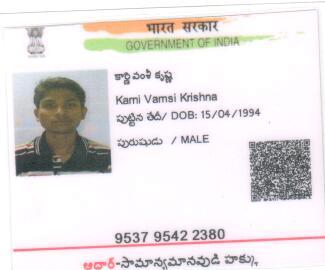 भारत सरकार
GOVERNMENT OF INDIA
కార్ణి వంశీ కృష్ణ
Karni Vamsi Krishna
పుట్టిన తేదీ/ DOB: 15/04/1994
పురుషుడు / MALE
9537 9542 2380
ఆధార్-సామాన్యమానవుడి హక్కు